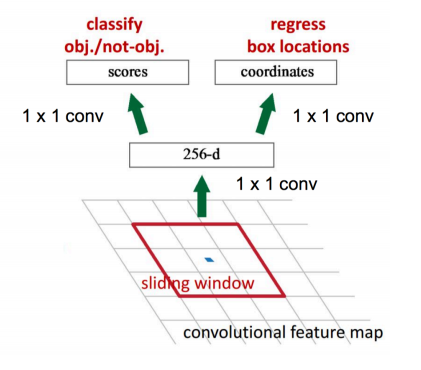 classify
obj./not-obj.
regress
box locations
scores
coordinates
1 x 1 conv
1 x 1 conv
256-d
1 x 1 conv
sliding window
convolutional feature map